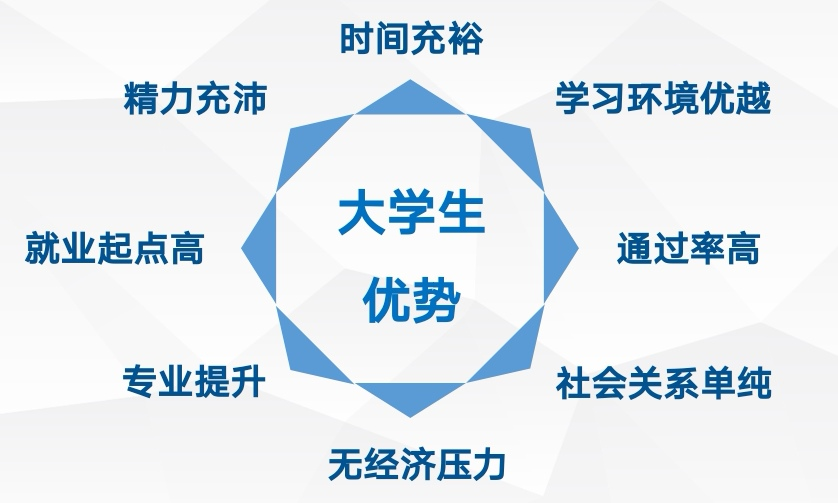 时间充裕
精力充沛
学习环境优越
大学生
优势
就业起点高
通过率高
专业提升
社会关系单纯
无经济压力